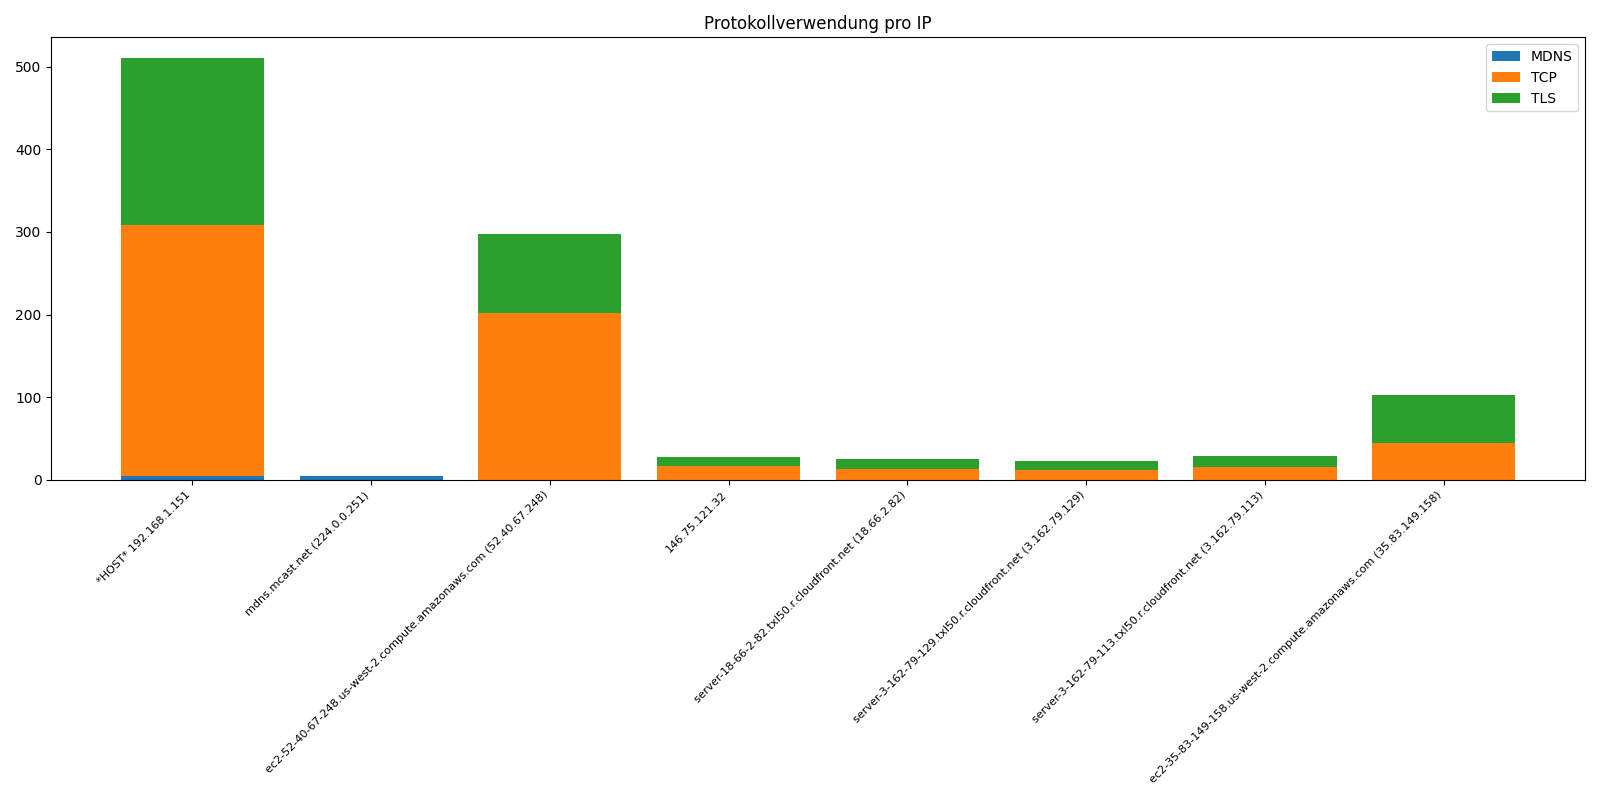 Protokollverwendung pro IP
MDNS
TCP
TLS
500
400
300
200
100
0
*HOST* 192.168.1.151
mdns.mcast.net (224.0.0.251)
ec2-52-40-67-248.us-west-2.compute.amazonaws.com (52.40.67.248)
146.75.121.32
server-18-66-2-82.txl50.r.cloudfront.net (18.66.2.82)
server-3-162-79-129.txl50.r.cloudfront.net (3.162.79.129)
server-3-162-79-113.txl50.r.cloudfront.net (3.162.79.113)
ec2-35-83-149-158.us-west-2.compute.amazonaws.com (35.83.149.158)